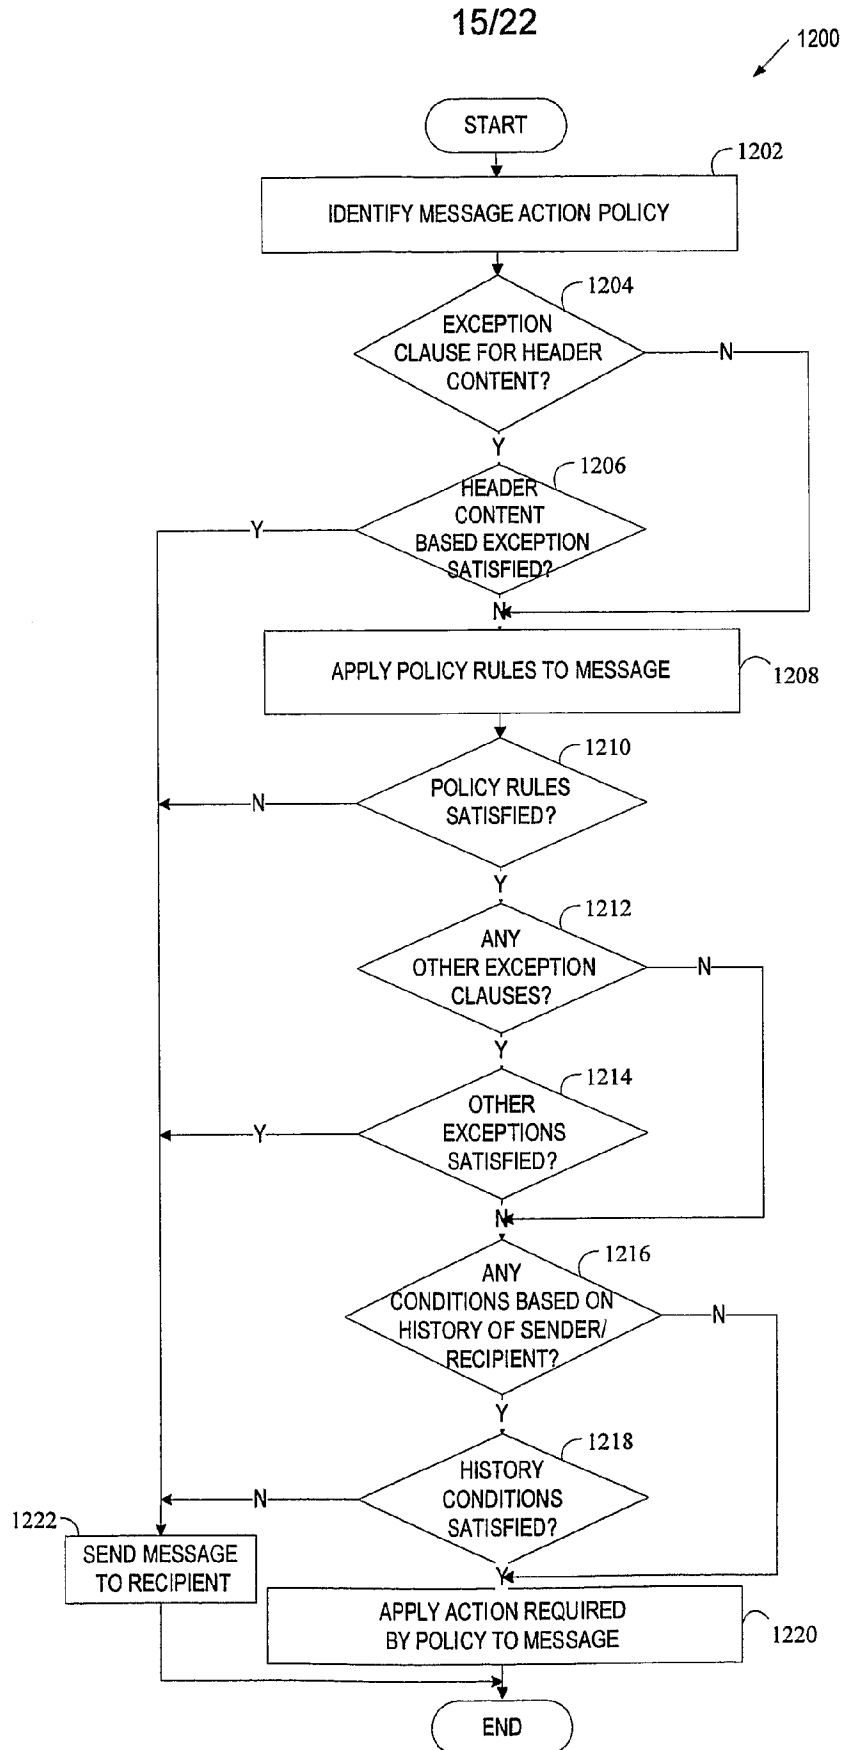 15/22
1200
START
1202
IDENTIFY MESSAGE ACTION POLICY
1204
EXCEPTION
CLAUSE FOR HEADER
CONTENT?
N
Y
1206
HEADER
CONTENT
BASED EXCEPTION
SATISFIED?
Y
N
APPLY POLICY RULES TO MESSAGE
1208
1210
POLICY RULES
SATISFIED?
N
Y
1212
ANY
OTHER EXCEPTION
CLAUSES?
N
Y
1214
OTHER
EXCEPTIONS
SATISFIED?
Y
N
1216
ANY
CONDITIONS BASED ON
HISTORY OF SENDER/
RECIPIENT?
N
Y
1218
HISTORY
CONDITIONS
SATISFIED?
N
Y
1222
SEND MESSAGE
TO RECIPIENT
APPLY ACTION REQUIRED
BY POLICY TO MESSAGE
1220
END